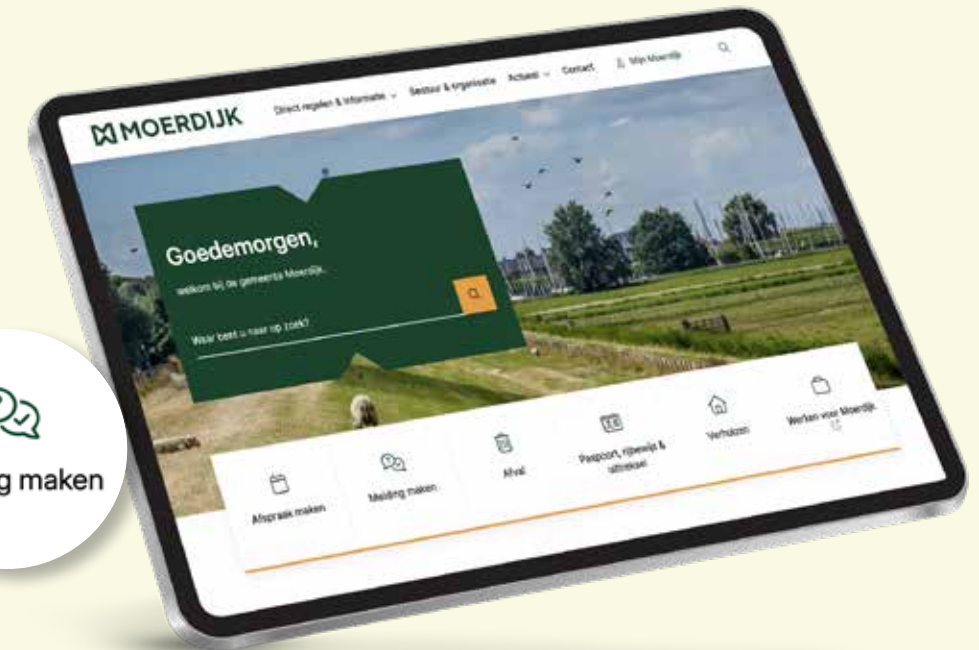 MOERDIJK
Direct regelen & informatie
Bestuur & organisatie
Actueel
Contact
Mijn Moerdijk
Goedemorgen,
welkom bij de gemeente Moerdijk.
Waar bent u naar op zoek?
g maken
Afspraak maken
Melding maken
Afval
Paspoort, rijbewijs &
uittreksel
Verhuizen
Werken voor Moerdijk